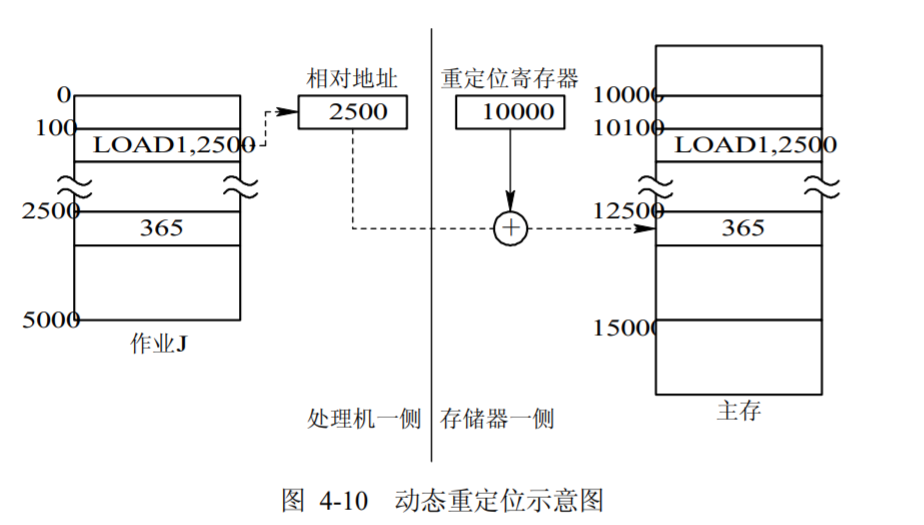 相对地址
重定位寄存器
0
2500
10000
10000
100
10100
LOAD1,2500
LOAD1,2500
2500
12500
365
+
365
5000
15000
作业J
处理机一侧
存储器一侧
主存
图 4-10 动态重定位示意图